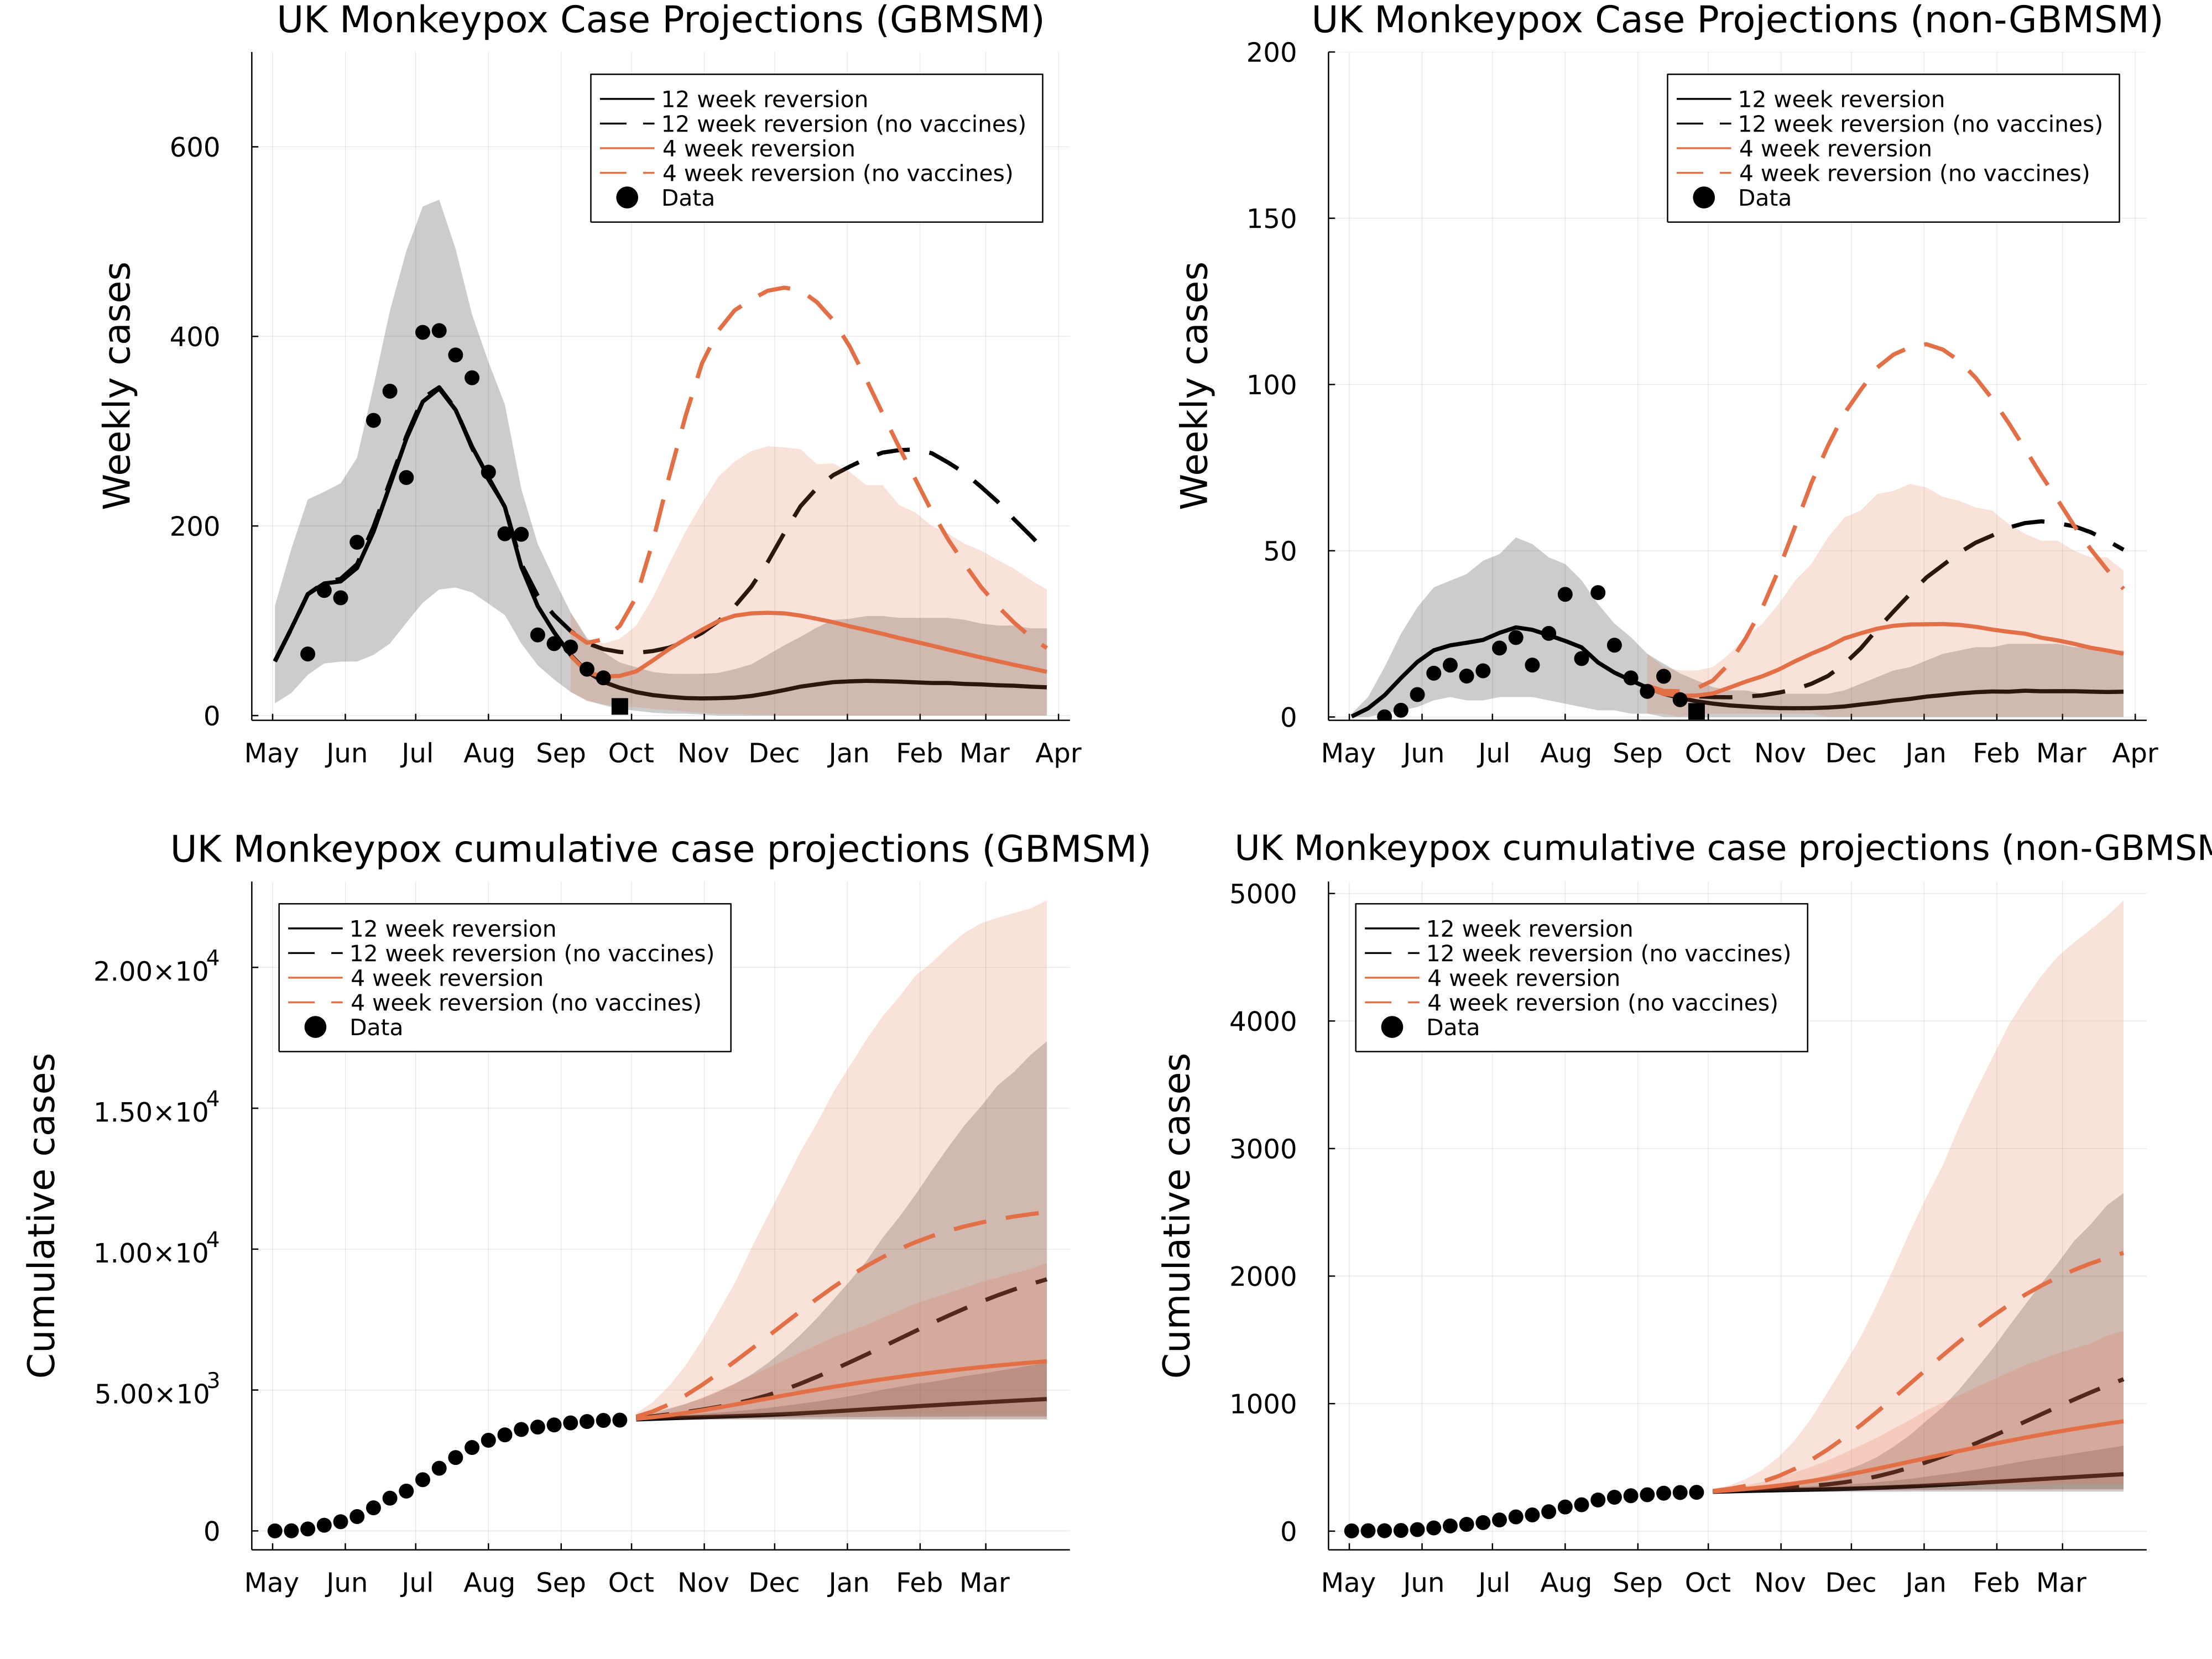 UK Monkeypox Case Projections (GBMSM)
Weekly cases
600
400
200
0
12 week reversion
12 week reversion (no vaccines)
4 week reversion
4 week reversion (no vaccines)
Data
May Jun Jul Aug Sep Oct Nov Dec Jan Feb Mar Apr
UK Monkeypox Case Projections (non-GBMSM)
Weekly cases
200
150
100
50
0
12 week reversion
12 week reversion (no vaccines)
4 week reversion
4 week reversion (no vaccines)
Data
May Jun Jul Aug Sep Oct Nov Dec Jan Feb Mar Apr
UK Monkeypox cumulative case projections (GBMSM)
Cumulative cases
2.00×10⁴
1.50×10⁴
1.00×10⁴
5.00×10³
0
12 week reversion
12 week reversion (no vaccines)
4 week reversion
4 week reversion (no vaccines)
Data
May Jun Jul Aug Sep Oct Nov Dec Jan Feb Mar
UK Monkeypox cumulative case projections (non-GBMSM
Cumulative cases
5000
4000
3000
2000
1000
0
12 week reversion
12 week reversion (no vaccines)
4 week reversion
4 week reversion (no vaccines)
Data
May Jun Jul Aug Sep Oct Nov Dec Jan Feb Mar